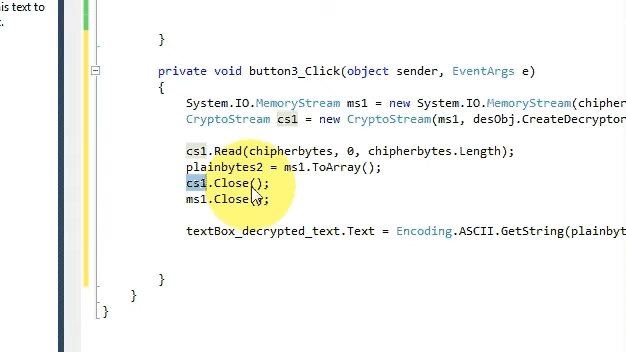 is text to
t.
}
private void button3_Click(object sender, EventArgs e)
{
System.IO.MemoryStream ms1 = new System.IO.MemoryStream(chipher
CryptoStream cs1 = new CryptoStream(ms1, desObj.CreateDecryptor
cs1.Read(chipherbytes, 0, chipherbytes.Length);
plainbytes2 = ms1.ToArray();
cs1.Close();
ms1.Close();
textBox_decrypted_text.Text = Encoding.ASCII.GetString(plainbyt
}
}
}